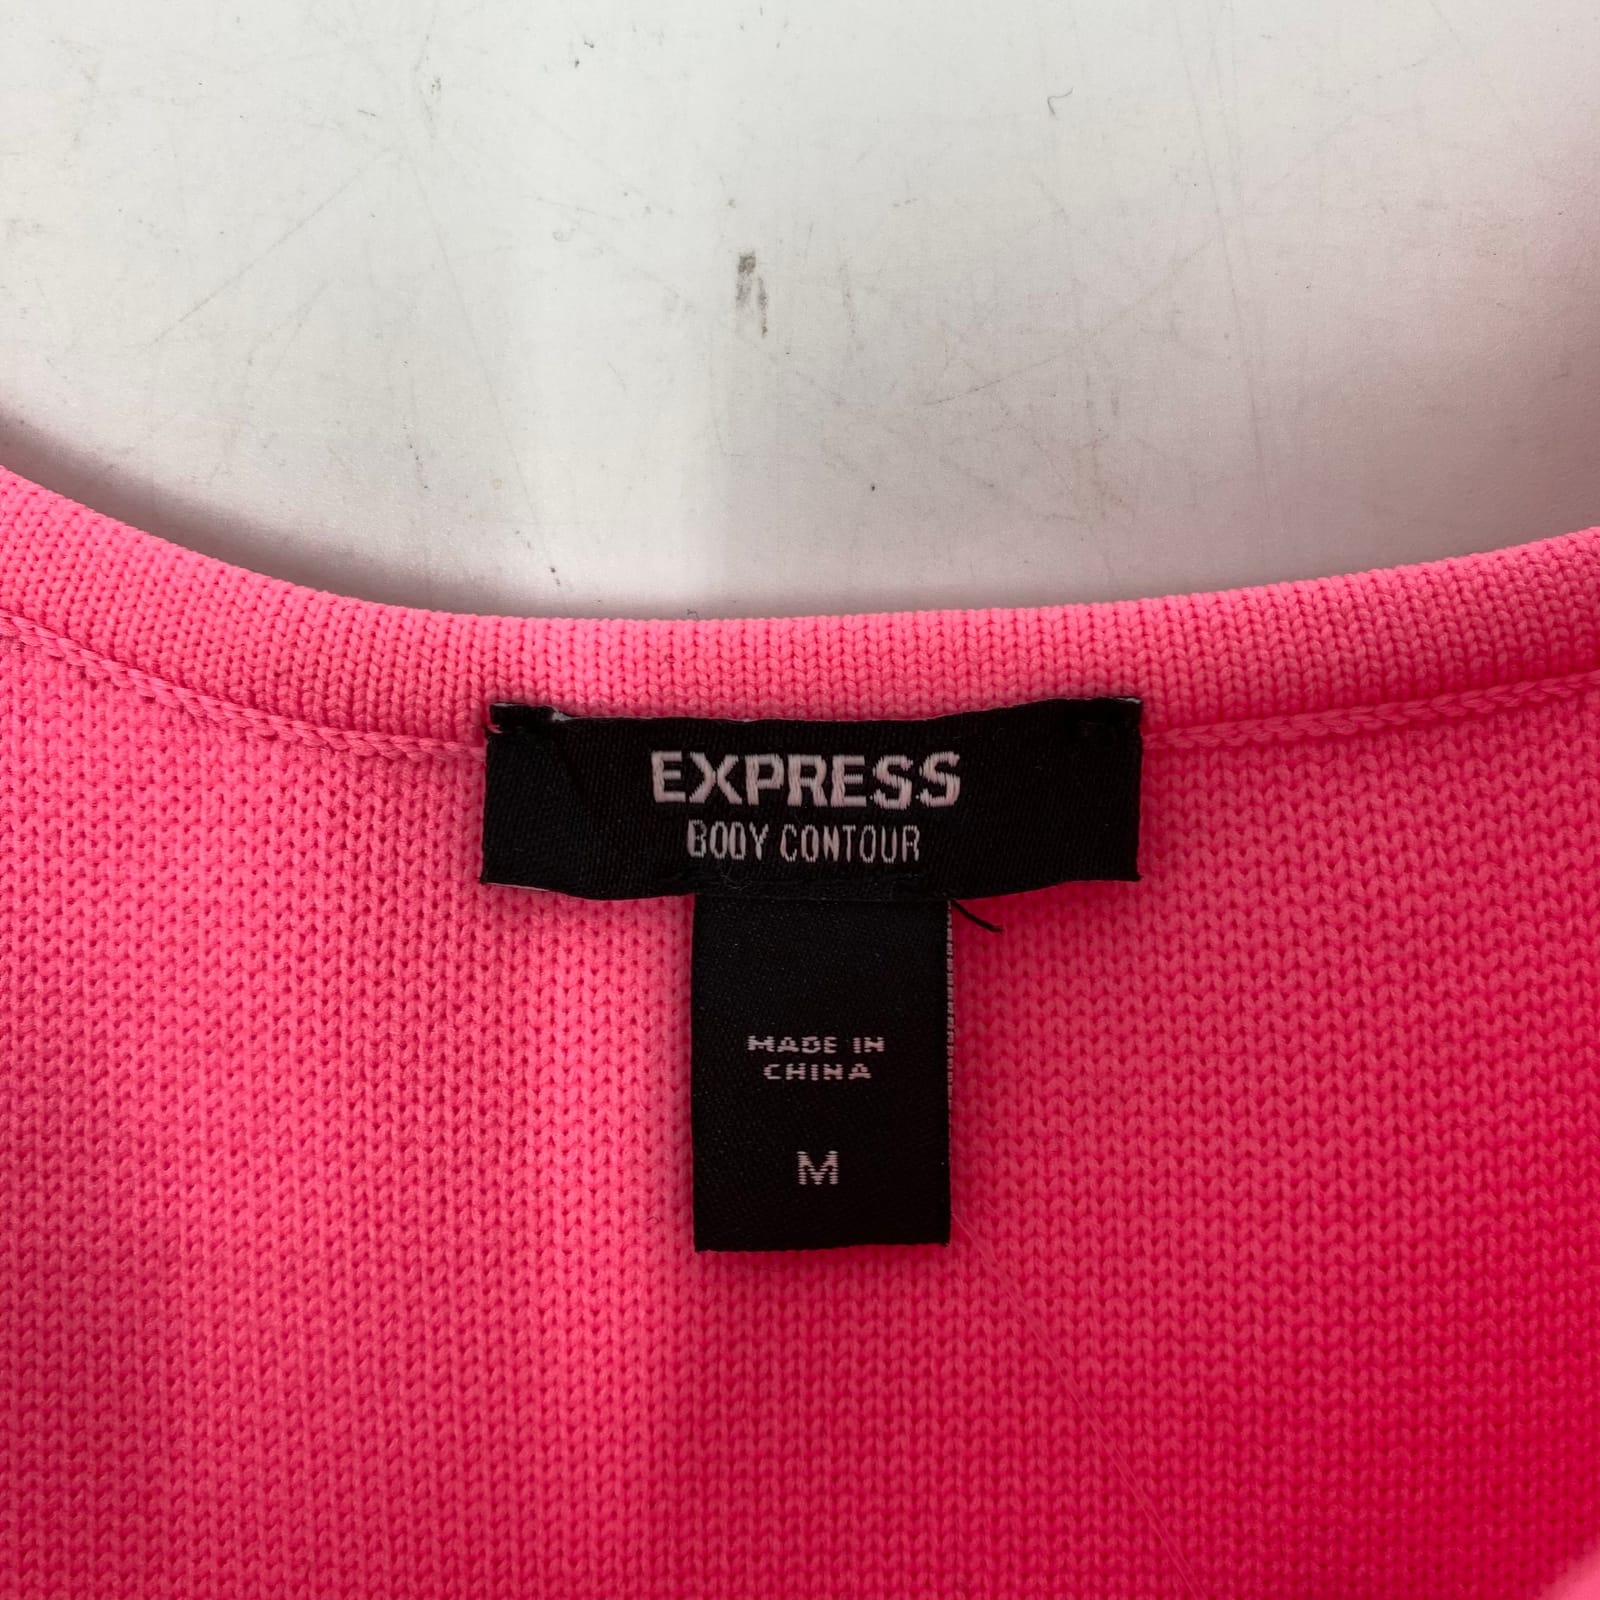 EXPRESS
BODY CONTOUR
MADE IN
CHINA
M